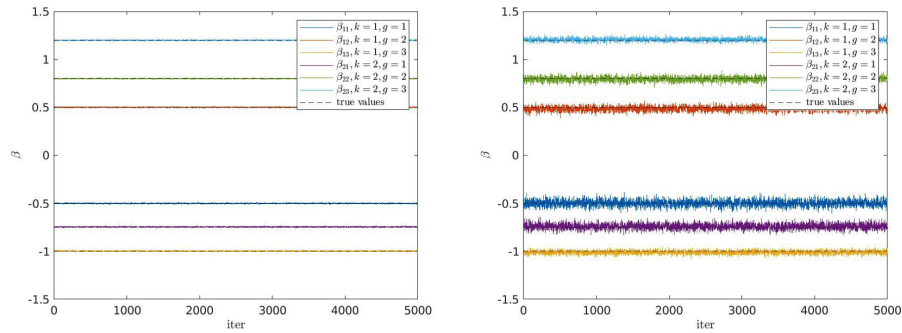 1.5
1
0.5
0
-0.5
-1
-1.5
β
0 1000 2000 3000 4000 5000
iter
β₁₁, k = 1, g = 1
β₁₂, k = 1, g = 2
β₁₃, k = 1, g = 3
β₂₁, k = 2, g = 1
β₂₂, k = 2, g = 2
β₂₃, k = 2, g = 3
true values
1.5
1
0.5
0
-0.5
-1
-1.5
β
0 1000 2000 3000 4000 5000
iter
β₁₁, k = 1, g = 1
β₁₂, k = 1, g = 2
β₁₃, k = 1, g = 3
β₂₁, k = 2, g = 1
β₂₂, k = 2, g = 2
β₂₃, k = 2, g = 3
true values